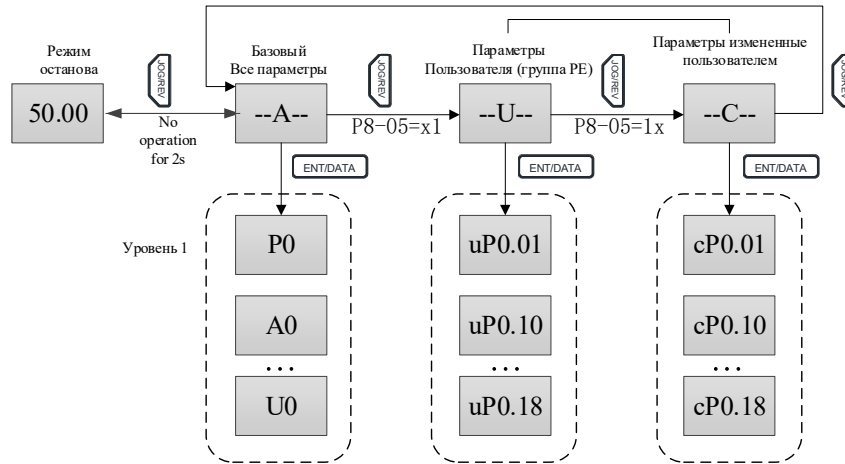 Режим
останова
Базовый
Все параметры
Параметры
Пользователя (группа PE)
Параметры измененные
пользователем
JOG/REV
JOG/REV
JOG/REV
JOG/REV
50.00
--A--
--U--
--C--
No
operation
for 2s
P8-05=x1
P8-05=1x
ENT/DATA
ENT/DATA
ENT/DATA
Уровень 1
P0
uP0.01
cP0.01
A0
uP0.10
cP0.10
...
...
...
U0
uP0.18
cP0.18